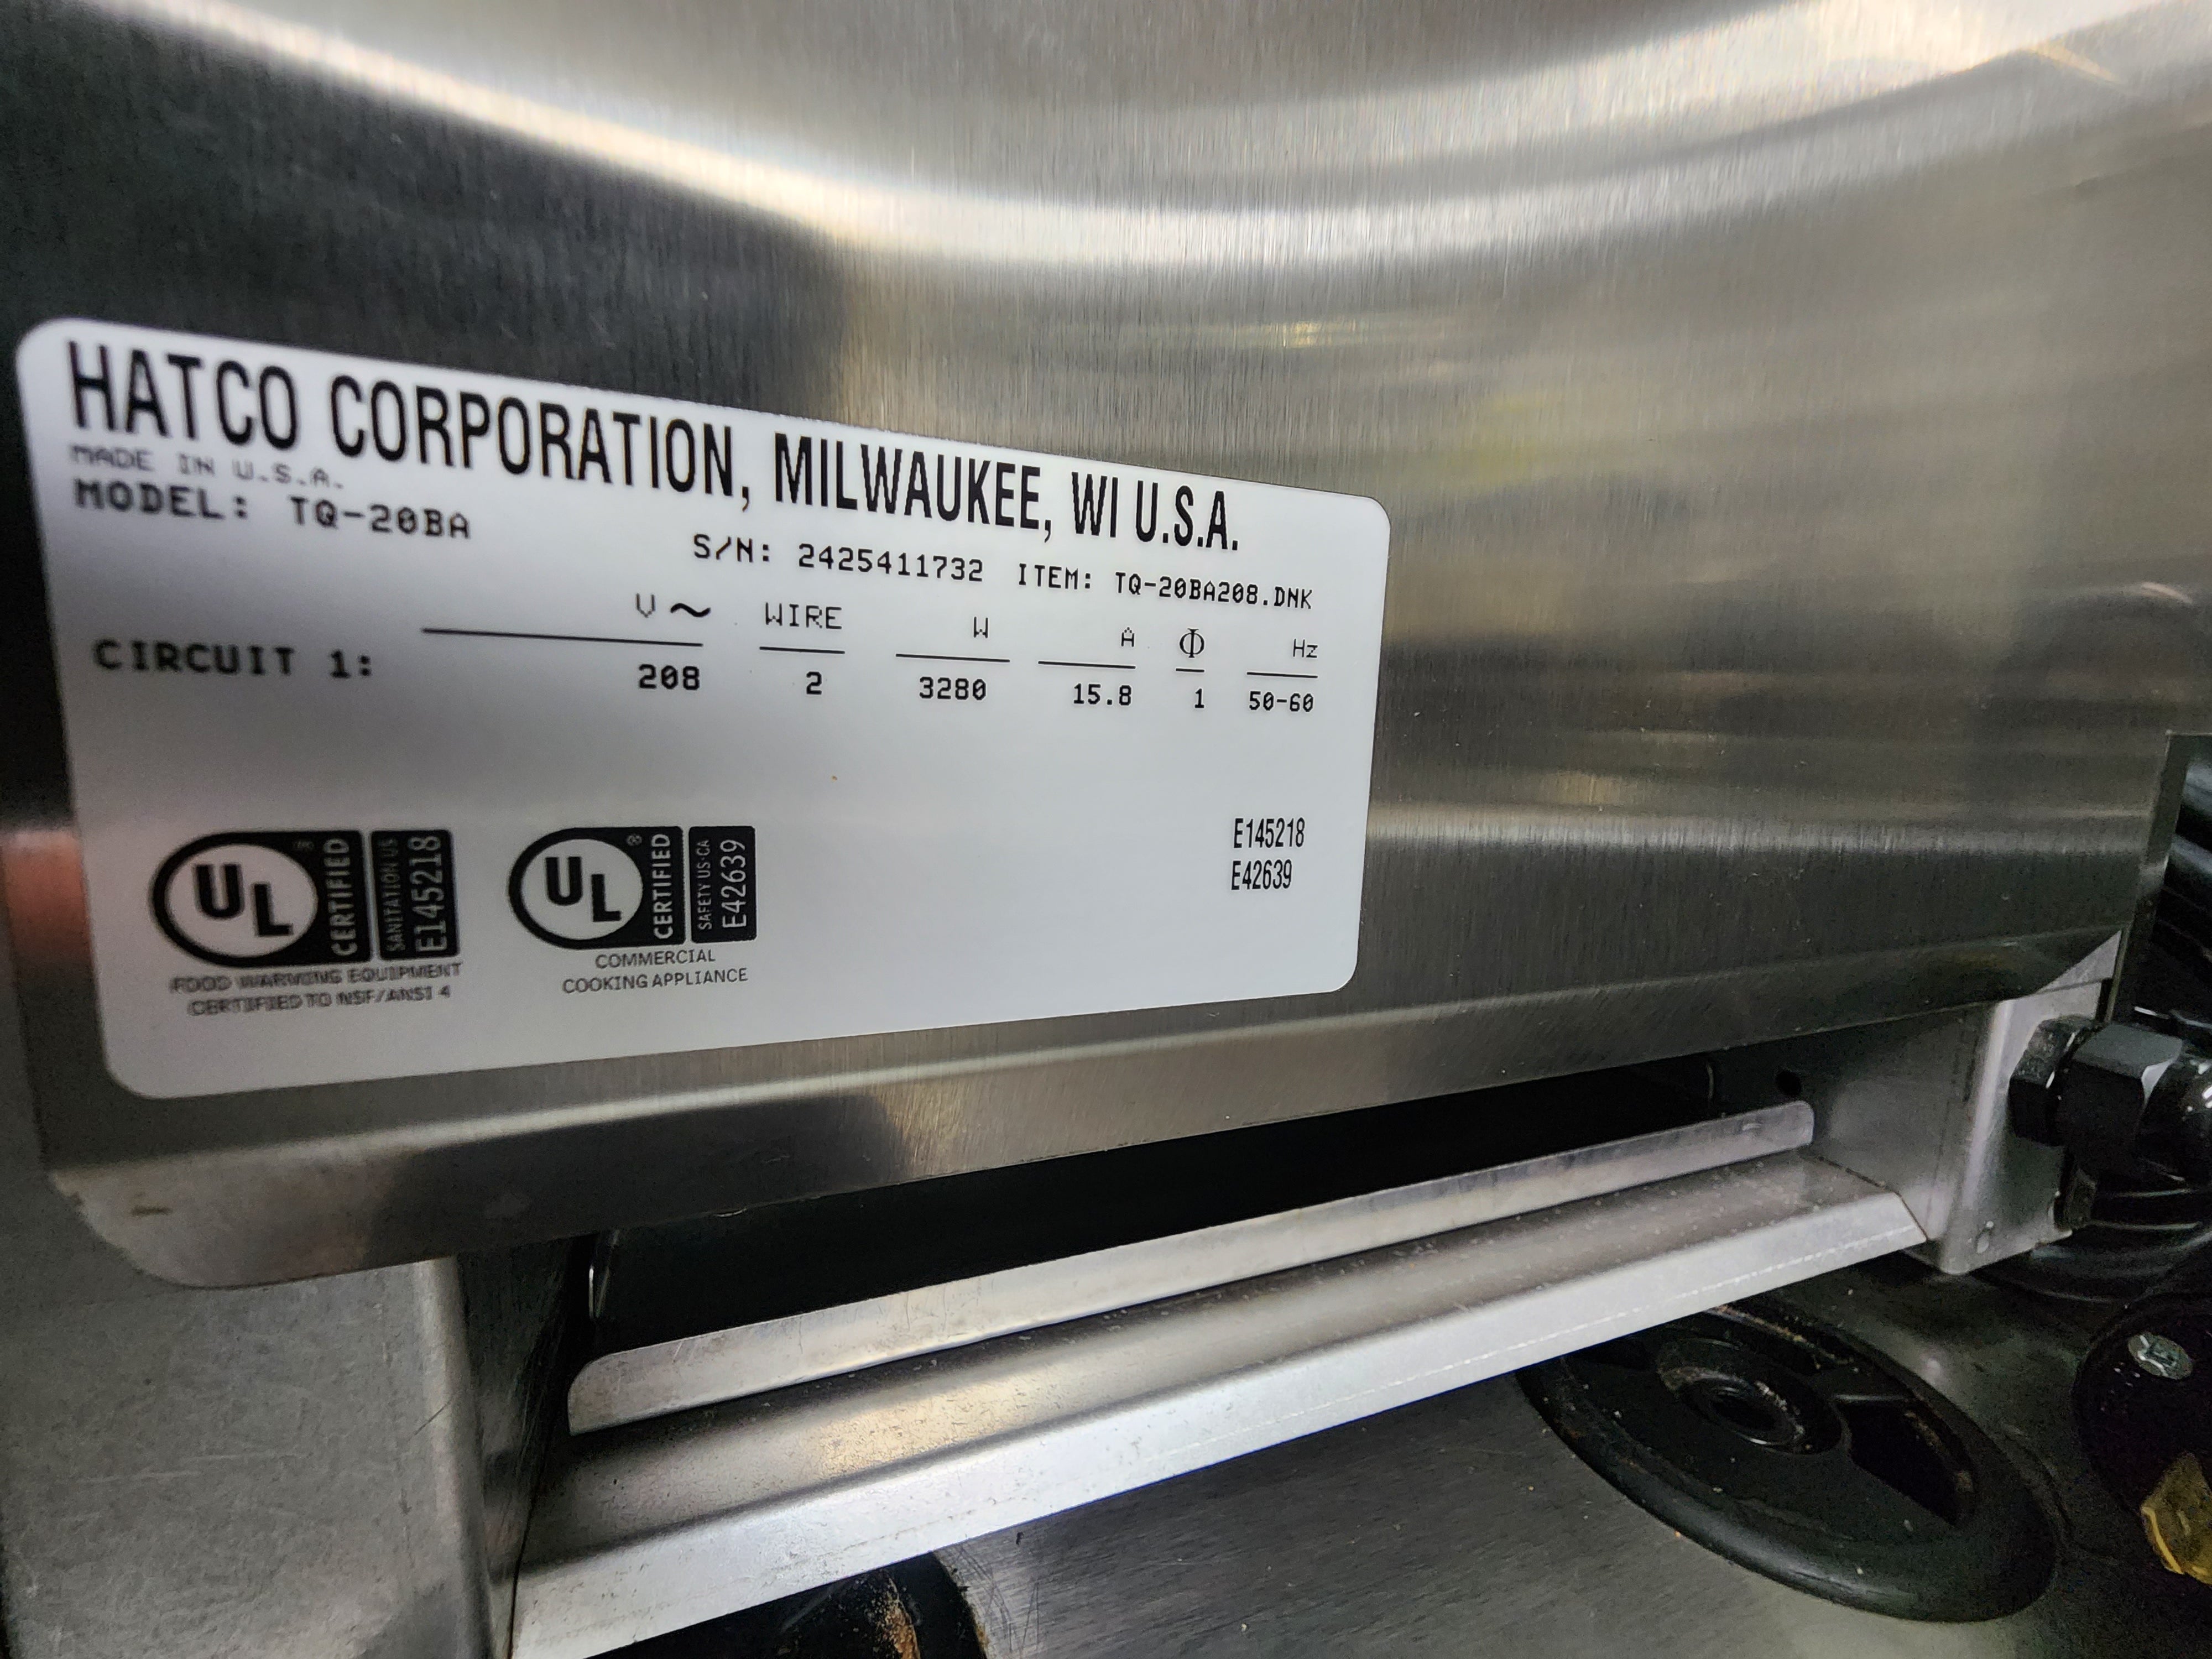 HATCO CORPORATION, MILWAUKEE, WI U.S.A.
MADE IN U.S.A.
MODEL: TQ-20BA
S/N: 2425411732 ITEM: TQ-20BA208.DNK
V~ WIRE W A Φ Hz
CIRCUIT 1: 208 2 3280 15.8 1 50-60
UL ® CERTIFIED
SANITATION US
E145218
FOOD WARMING EQUIPMENT
CERTIFIED TO NSF/ANSI 4
UL ® CERTIFIED
SAFETY US-CA
E42639
COMMERCIAL
COOKING APPLIANCE
E145218
E42639